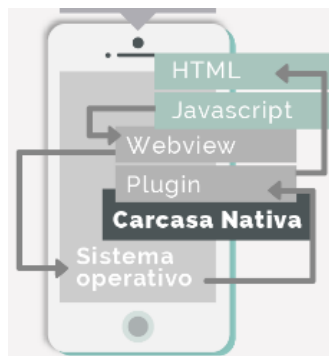 HTML
Javascript
Webview
Plugin
Carcasa Nativa
Sistema
operativo